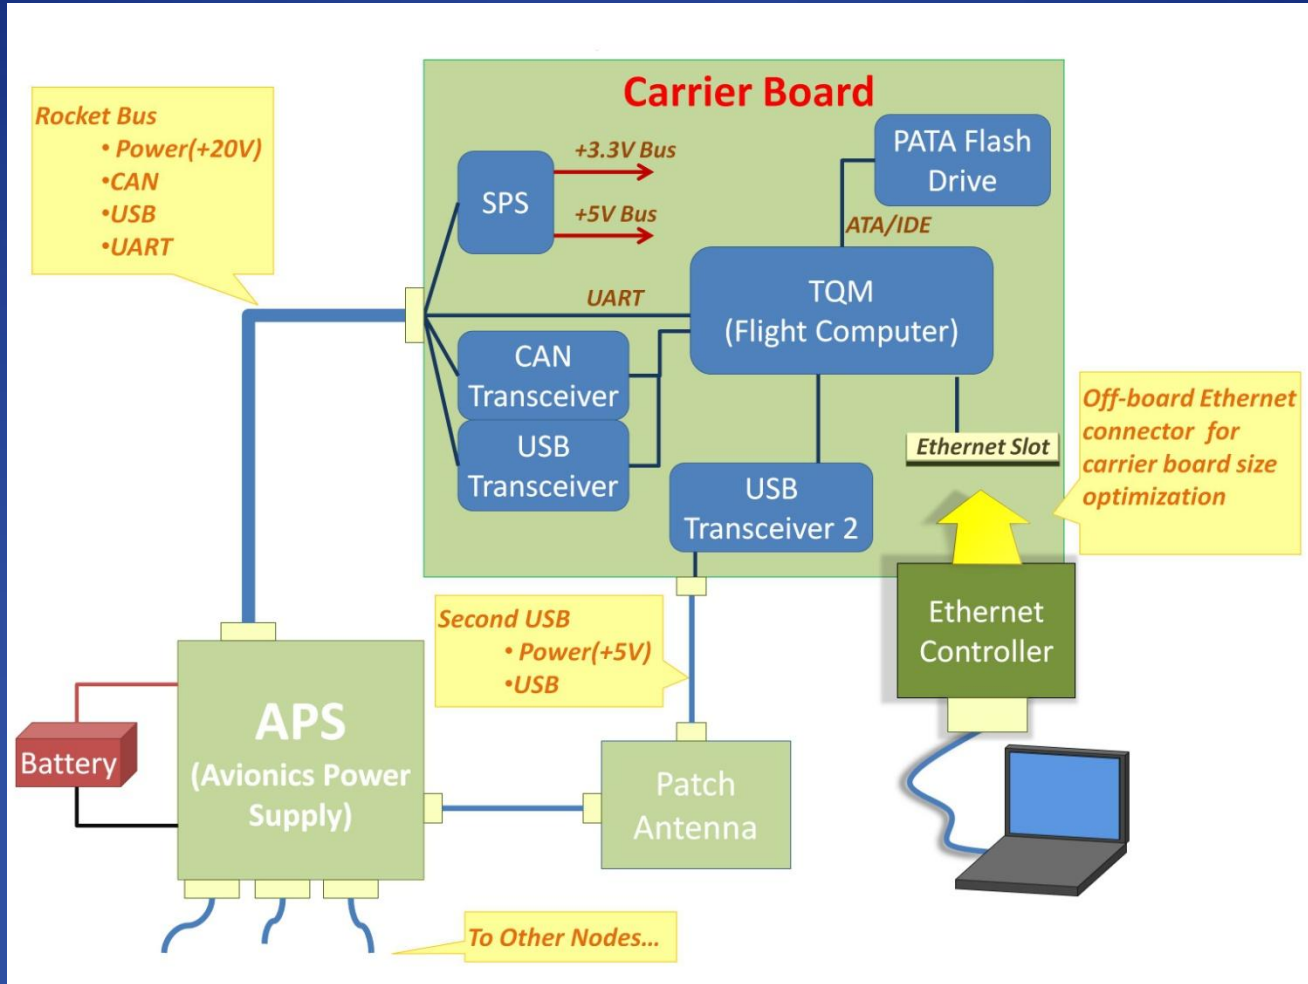 Carrier Board
Rocket Bus
• Power(+20V)
•CAN
•USB
•UART
SPS
+3.3V Bus
+5V Bus
PATA Flash
Drive
ATA/IDE
UART
TQM
(Flight Computer)
CAN
Transceiver
USB
Transceiver
USB
Transceiver 2
Ethernet Slot
Off-board Ethernet
connector for
carrier board size
optimization
Ethernet
Controller
Second USB
• Power(+5V)
•USB
Battery
APS
(Avionics Power
Supply)
Patch
Antenna
To Other Nodes...